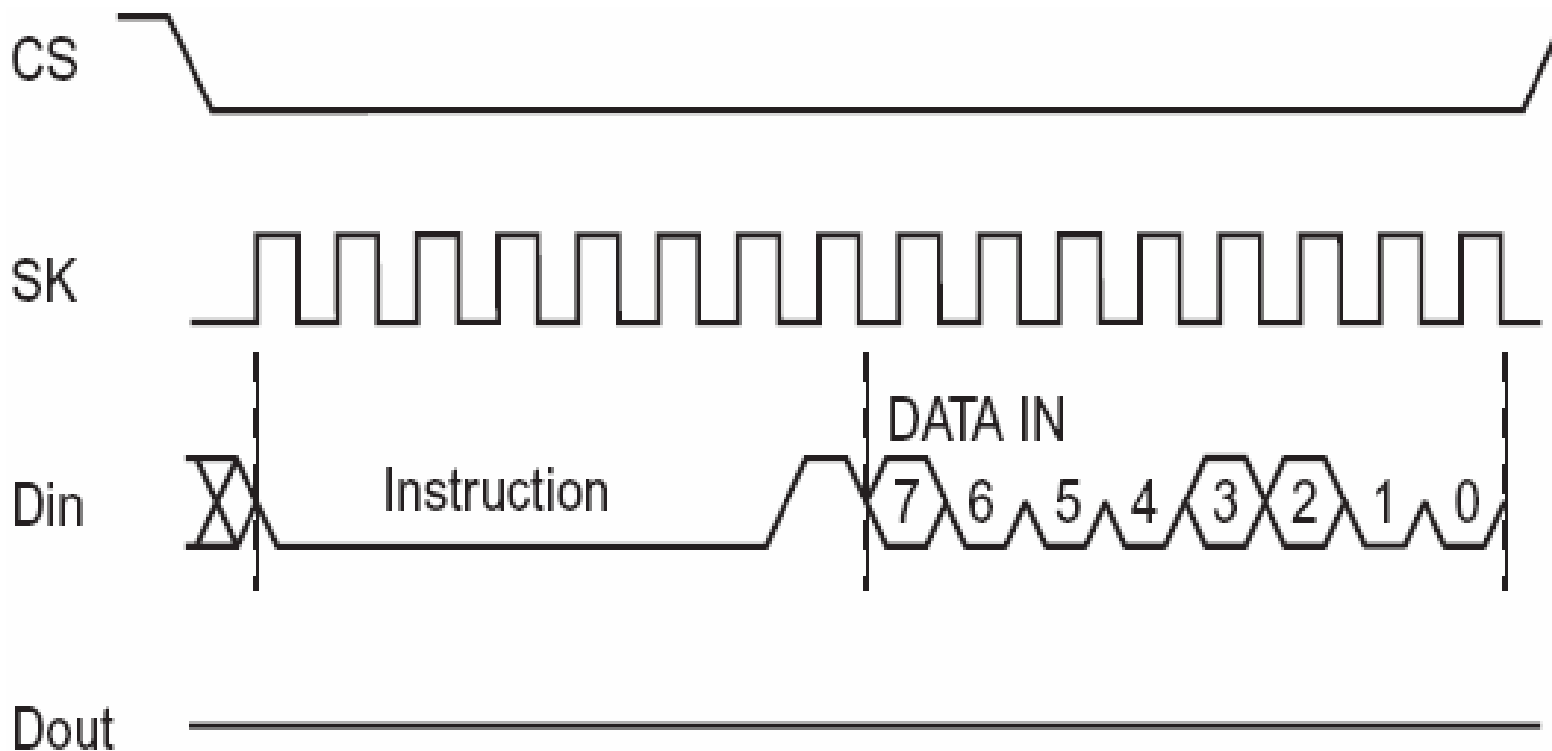 CS
SK
DATA IN
Din
Instruction
7 6 5 4 3 2 1 0
Dout